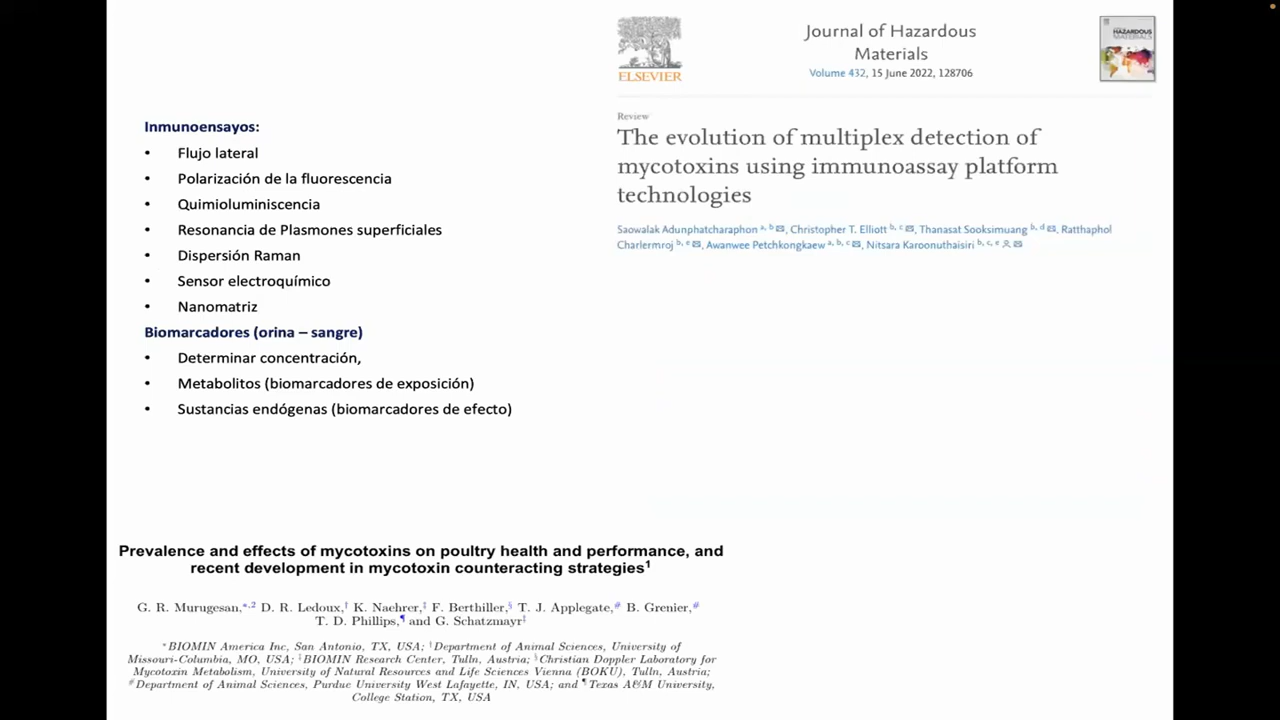 Inmunoensayos:
• Flujo lateral
• Polarización de la fluorescencia
• Quimioluminiscencia
• Resonancia de Plasmones superficiales
• Dispersión Raman
• Sensor electroquímico
• Nanomatriz
Biomarcadores (orina – sangre)
• Determinar concentración,
• Metabolitos (biomarcadores de exposición)
• Sustancias endógenas (biomarcadores de efecto)
ELSEVIER
Journal of Hazardous
Materials
Volume 432, 15 June 2022, 128706
HAZARDOUS
Review
The evolution of multiplex detection of
mycotoxins using immunoassay platform
technologies
Saowalak Adunphatcharaphon a, b, Christopher T. Elliott b, c, Thanasat Sooksimuang b, d, Ratthaphol
Charlermroj b, e, Awanwee Petchkongkaew a, b, c, Nitsara Karoonuthaisiri b, c, e
Prevalence and effects of mycotoxins on poultry health and performance, and
recent development in mycotoxin counteracting strategies1
G. R. Murugesan,*,2 D. R. Ledoux,† K. Naehrer,‡ F. Berthiller,§ T. J. Applegate,# B. Grenier,#
T. D. Phillips,¶ and G. Schatzmayr‡
*BIOMIN America Inc, San Antonio, TX, USA; †Department of Animal Sciences, University of
Missouri-Columbia, MO, USA; ‡BIOMIN Research Center, Tulln, Austria; §Christian Doppler Laboratory for
Mycotoxin Metabolism, University of Natural Resources and Life Sciences Vienna (BOKU), Tulln, Austria;
#Department of Animal Sciences, Purduc University West Lafayette, IN, USA; and ¶Texas A&M University,
College Station, TX, USA